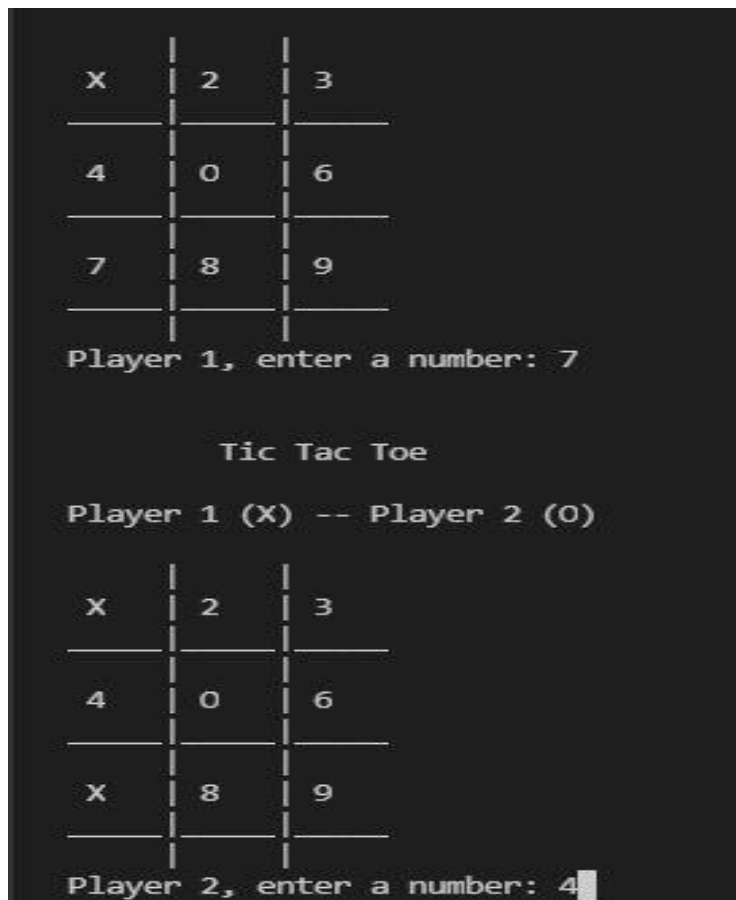 X | 2 | 3
4 | O | 6
7 | 8 | 9
Player 1, enter a number: 7
Tic Tac Toe
Player 1 (X) -- Player 2 (O)
X | 2 | 3
4 | O | 6
X | 8 | 9
Player 2, enter a number: 4